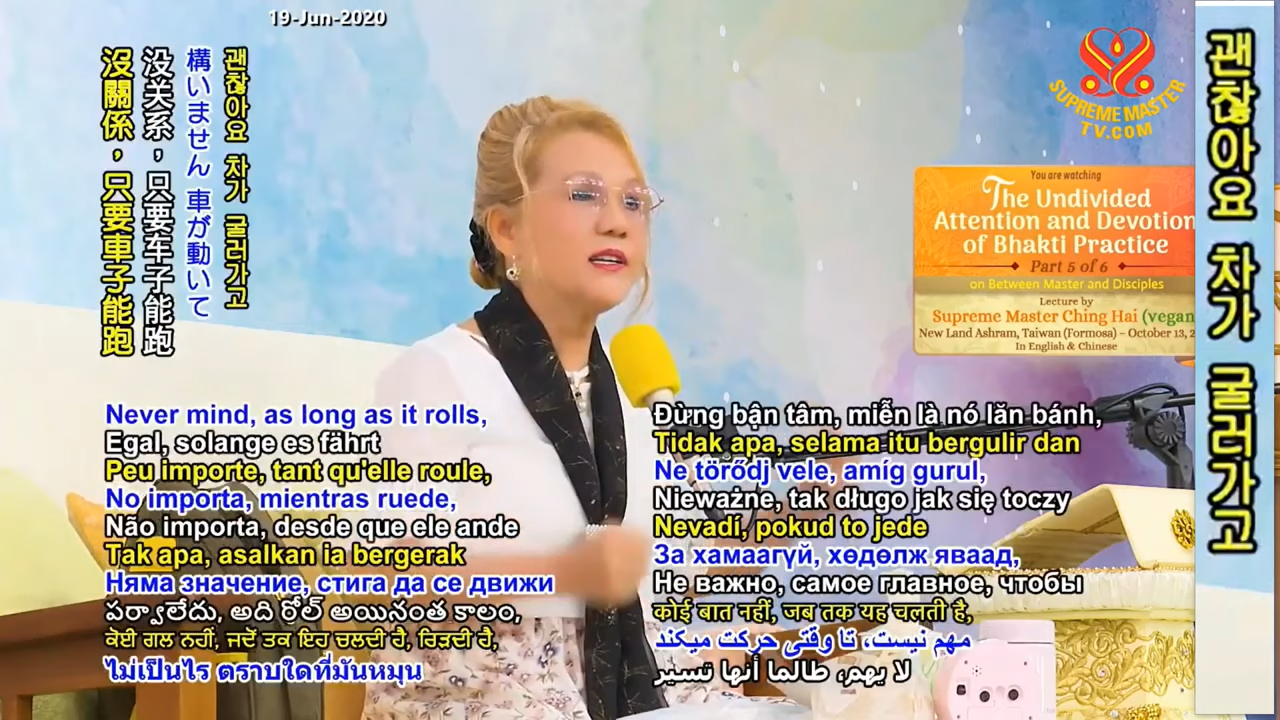 19-Jun-2020
괜찮아요 차가 굴러가고
構いません 車が動いて
没关系，只要车子能跑
沒關係，只要車子能跑
SUPREME MASTER
TV.COM
You are watching
The Undivided
Attention and Devotion
of Bhakti Practice
Part 5 of 6
on Between Master and Disciples
Lecture by
Supreme Master Ching Hai (vegan
New Land Ashram, Taiwan (Formosa) – October 13, 2
In English & Chinese
괜찮아요 차가 굴러가고
Never mind, as long as it rolls,
Egal, solange es fährt
Peu importe, tant qu'elle roule,
No importa, mientras ruede,
Não importa, desde que ele ande
Tak apa, asalkan ia bergerak
Няма значение, стига да се движи
పర్వాలేదు, అది రోల్ అయినంత కాలం,
ਕੋਈ ਗਲ ਨਹੀਂ, ਜਦੋਂ ਤਕ ਇਹ ਚਲਦੀ ਹੈ, ਰਿੜਦੀ ਹੈ,
ไม่เป็นไร ตราบใดที่มันหมุน
Đừng bận tâm, miễn là nó lăn bánh,
Tidak apa, selama itu bergulir dan
Ne törődj vele, amíg gurul,
Nieważne, tak długo jak się toczy
Nevadí, pokud to jede
За хамаагүй, хөдөлж яваад,
Не важно, самое главное, чтобы
कोई बात नहीं, जब तक यह चलती है,
مهم نیست، تا وقتی حرکت میکند
لا يهم، طالما أنها تسير